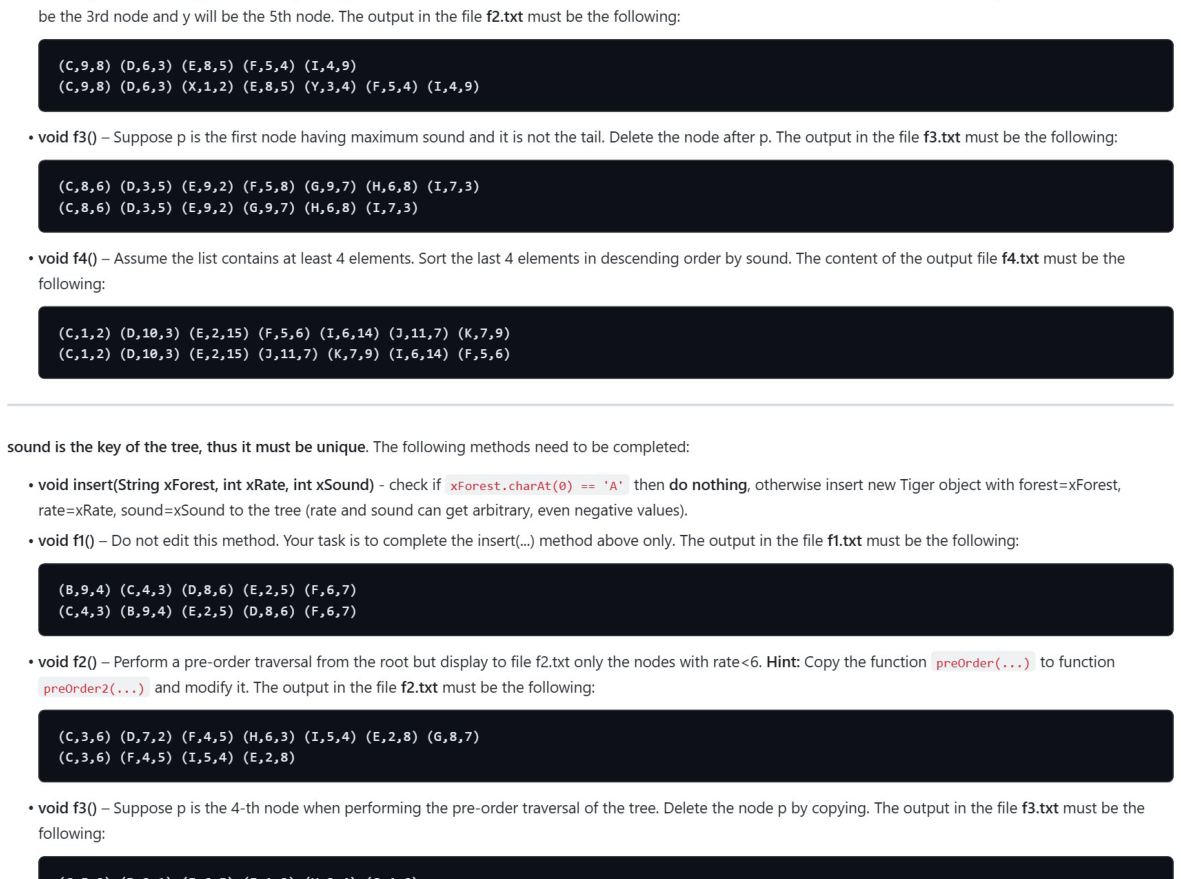 be the 3rd node and y will be the 5th node. The output in the file f2.txt must be the following:
(C,9,8) (D,6,3) (E,8,5) (F,5,4) (I,4,9)
(C,9,8) (D,6,3) (X,1,2) (E,8,5) (Y,3,4) (F,5,4) (I,4,9)
• void f3() – Suppose p is the first node having maximum sound and it is not the tail. Delete the node after p. The output in the file f3.txt must be the following:
(C,8,6) (D,3,5) (E,9,2) (F,5,8) (G,9,7) (H,6,8) (I,7,3)
(C,8,6) (D,3,5) (E,9,2) (G,9,7) (H,6,8) (I,7,3)
• void f4() – Assume the list contains at least 4 elements. Sort the last 4 elements in descending order by sound. The content of the output file f4.txt must be the
following:
(C,1,2) (D,10,3) (E,2,15) (F,5,6) (I,6,14) (J,11,7) (K,7,9)
(C,1,2) (D,10,3) (E,2,15) (J,11,7) (K,7,9) (I,6,14) (F,5,6)
sound is the key of the tree, thus it must be unique. The following methods need to be completed:
• void insert(String xForest, int xRate, int xSound) - check if xForest.charAt(0) == 'A' then do nothing, otherwise insert new Tiger object with forest=xForest,
rate=xRate, sound=xSound to the tree (rate and sound can get arbitrary, even negative values).
• void f1() – Do not edit this method. Your task is to complete the insert(...) method above only. The output in the file f1.txt must be the following:
(B,9,4) (C,4,3) (D,8,6) (E,2,5) (F,6,7)
(C,4,3) (B,9,4) (E,2,5) (D,8,6) (F,6,7)
• void f2() – Perform a pre-order traversal from the root but display to file f2.txt only the nodes with rate<6. Hint: Copy the function preOrder(...) to function
preOrder2(...) and modify it. The output in the file f2.txt must be the following:
(C,3,6) (D,7,2) (F,4,5) (H,6,3) (I,5,4) (E,2,8) (G,8,7)
(C,3,6) (F,4,5) (I,5,4) (E,2,8)
• void f3() – Suppose p is the 4-th node when performing the pre-order traversal of the tree. Delete the node p by copying. The output in the file f3.txt must be the
following: